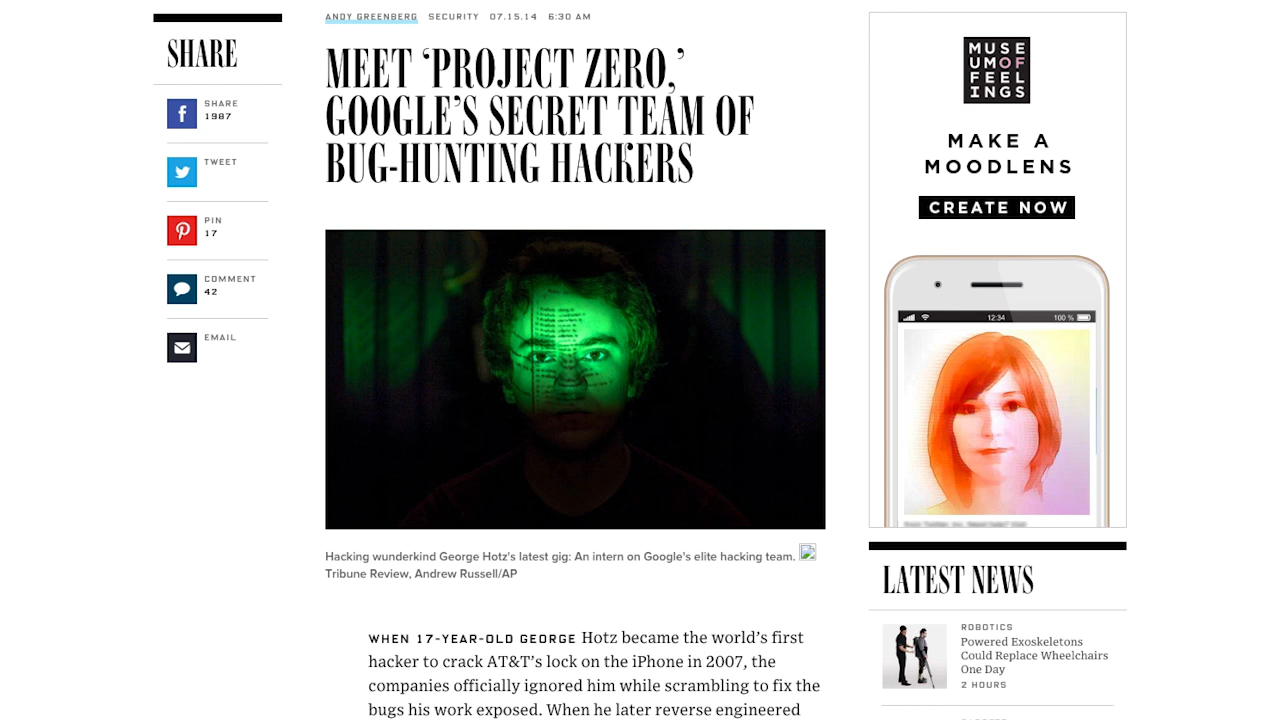 SHARE
SHARE
1987
TWEET
PIN
17
COMMENT
42
EMAIL
ANDY GREENBERG SECURITY 07.15.14 6:30 AM
MEET ‘PROJECT ZERO,’
GOOGLE’S SECRET TEAM OF
BUG-HUNTING HACKERS
Hacking wunderkind George Hotz's latest gig: An intern on Google's elite hacking team.
Tribune Review, Andrew Russell/AP
WHEN 17-YEAR-OLD GEORGE Hotz became the world’s first
hacker to crack AT&T’s lock on the iPhone in 2007, the
companies officially ignored him while scrambling to fix the
bugs his work exposed. When he later reverse engineered
MUSE
UMOF
FEEL
INGS
MAKE A
MOODLENS
CREATE NOW
12:34 100 %
LATEST NEWS
ROBOTICS
Powered Exoskeletons
Could Replace Wheelchairs
One Day
2 HOURS